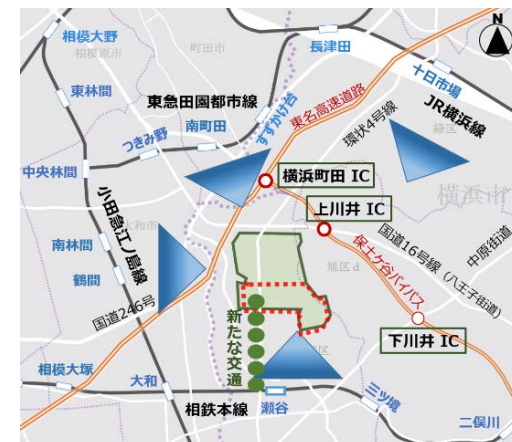 N
相模大野
相模原市
町田市
長津田
十日市場
東林間
東急田園都市線
すずかけ台
東名高速道路
環状4号線
JR横浜線
緑区
南町田
つきみ野
中央林間
横浜町田 IC
横浜市
小田急江ノ島線
大和市
上川井 IC
中原街道
南林間
鶴間
旭区d
国道16号線（八王子街道）
保土ヶ谷バイパス
国道246号
新たな交通
区
下川井 IC
相模大塚
大和
相鉄本線
瀬谷
三ツ境
二俣川